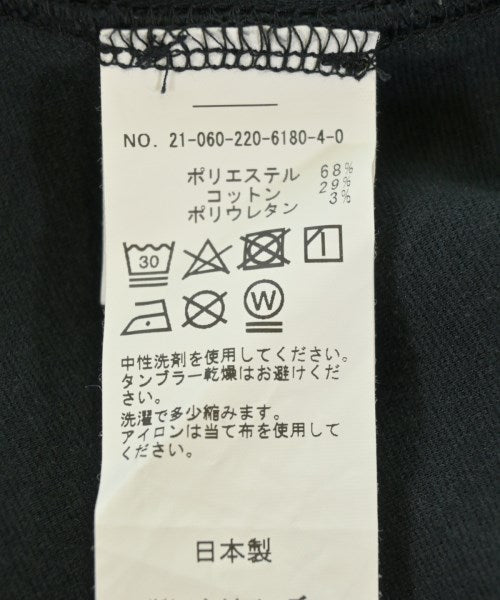 NO. 21-060-220-6180-4-0
ポリエステル 68%
コットン 29%
ポリウレタン 3%
30
W
中性洗剤を使用してください。
タンブラー乾燥はお避けくださ
い。
洗濯で多少縮みます。
アイロンは当て布を使用して
ください。
日本製